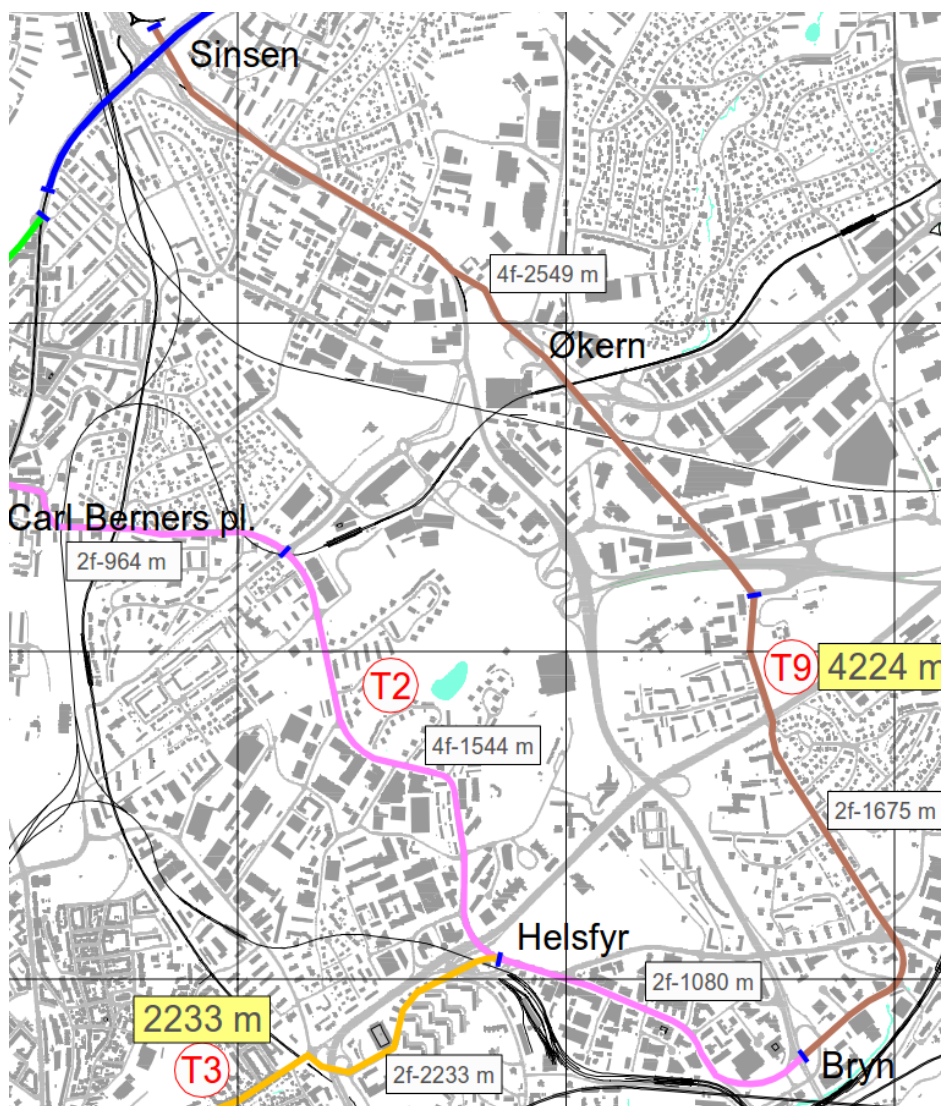 Sinsen
4f-2549 m
Økern
Carl Berners pl.
2f-964 m
T2
T9
4224 m
4f-1544 m
2f-1675 m
Helsfyr
2f-1080 m
2233 m
T3
2f-2233 m
Bryn